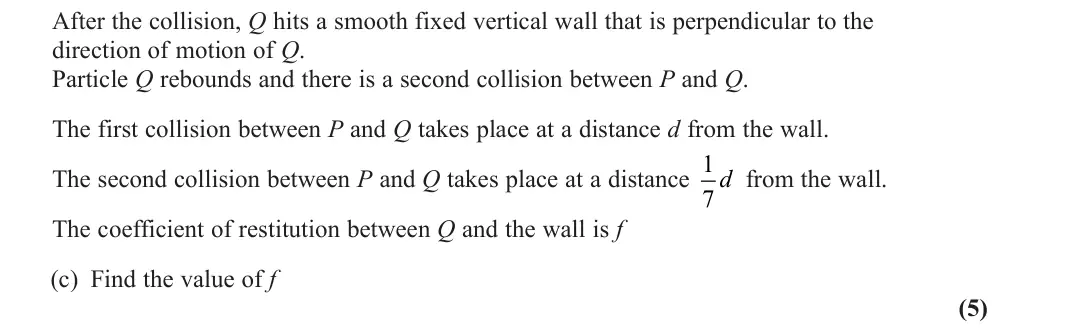 After the collision, Q hits a smooth fixed vertical wall that is perpendicular to the
direction of motion of Q.
Particle Q rebounds and there is a second collision between P and Q.
The first collision between P and Q takes place at a distance d from the wall.
The second collision between P and Q takes place at a distance 1/7 d from the wall.
The coefficient of restitution between Q and the wall is f
(c) Find the value of f
(5)